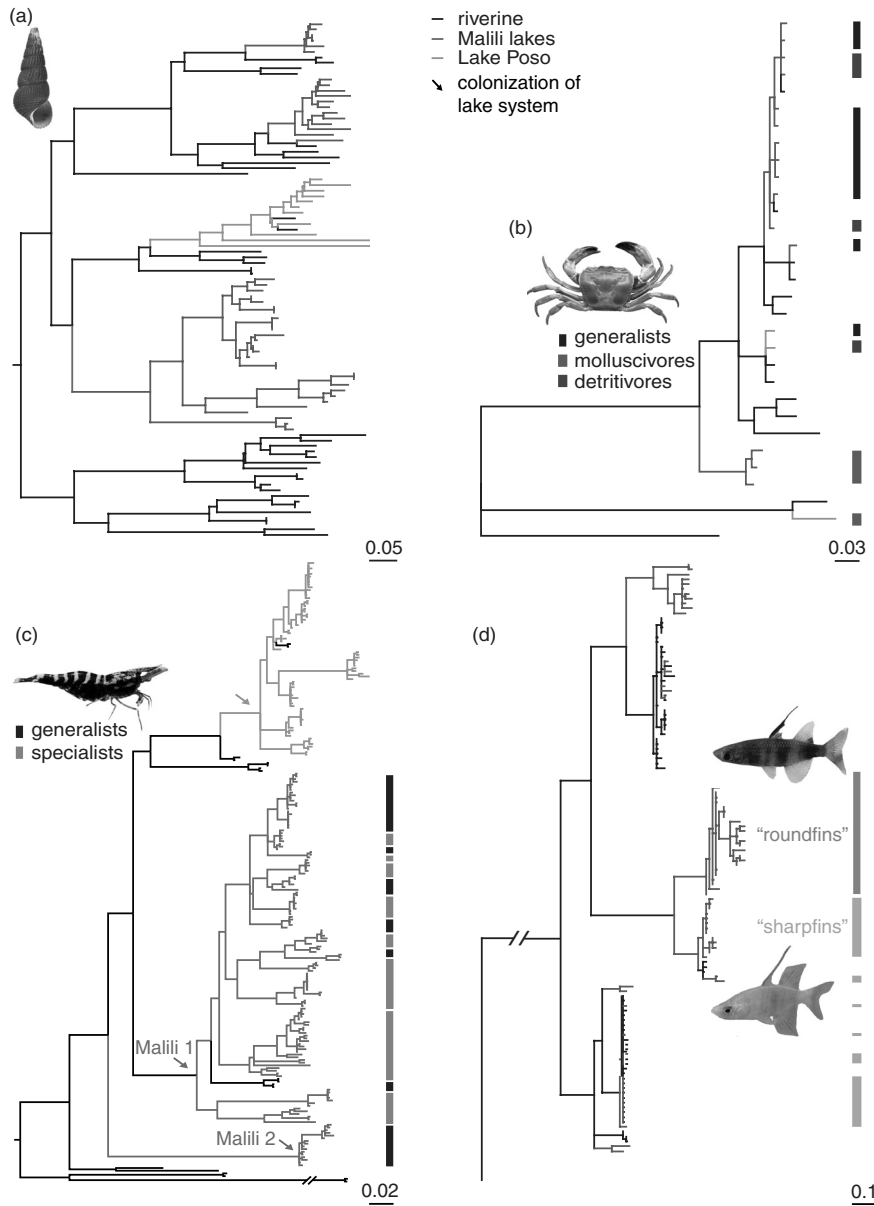 (a)
riverine
Malili lakes
Lake Poso
colonization of
lake system
(b)
generalists
molluscivores
detritivores
0.05
0.03
(c)
generalists
specialists
Malili 1
Malili 2
0.02
(d)
"roundfins"
"sharpfins"
0.1